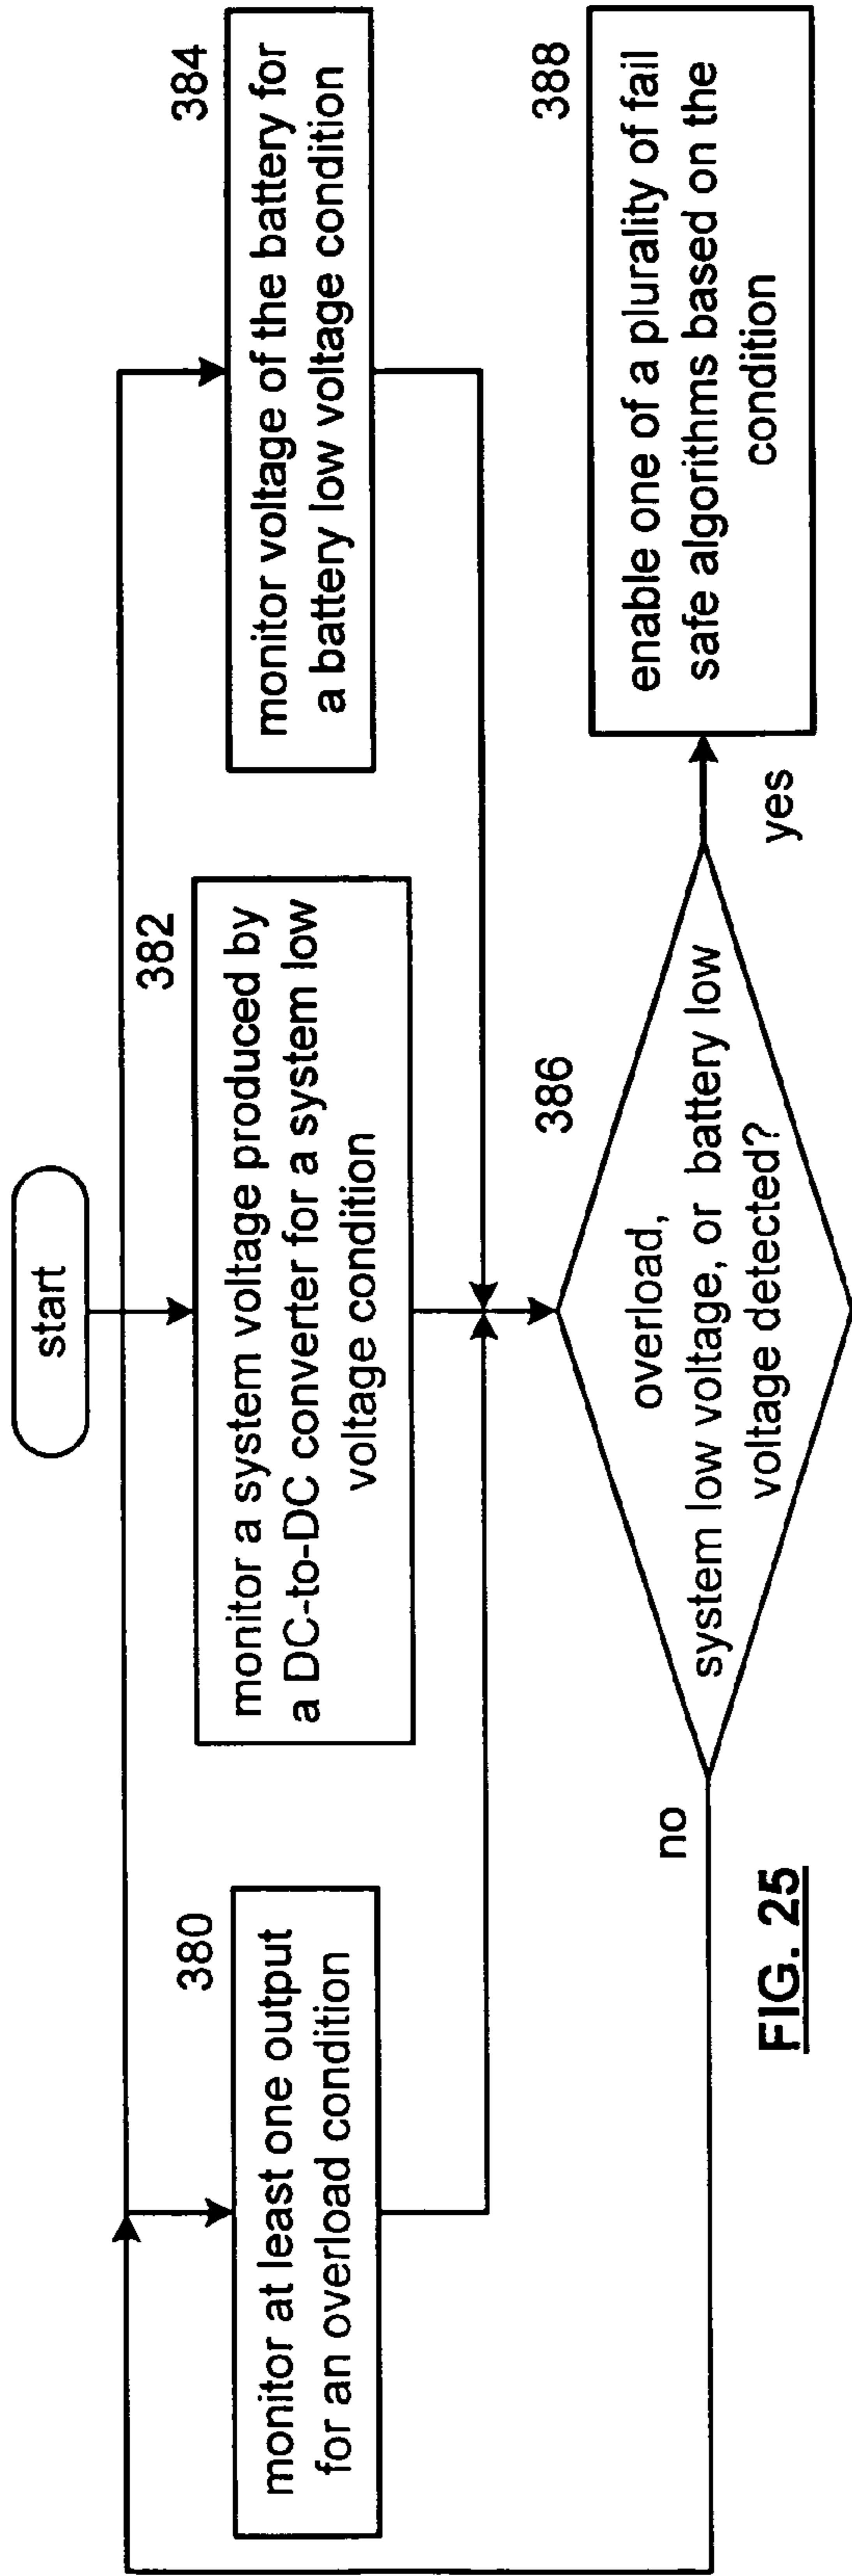 start
380
monitor at least one output
for an overload condition
382
monitor a system voltage produced by
a DC-to-DC converter for a system low
voltage condition
384
monitor voltage of the battery for
a battery low voltage condition
386
overload,
system low voltage, or battery low
voltage detected?
no
yes
388
enable one of a plurality of fail
safe algorithms based on the
condition
FIG. 25